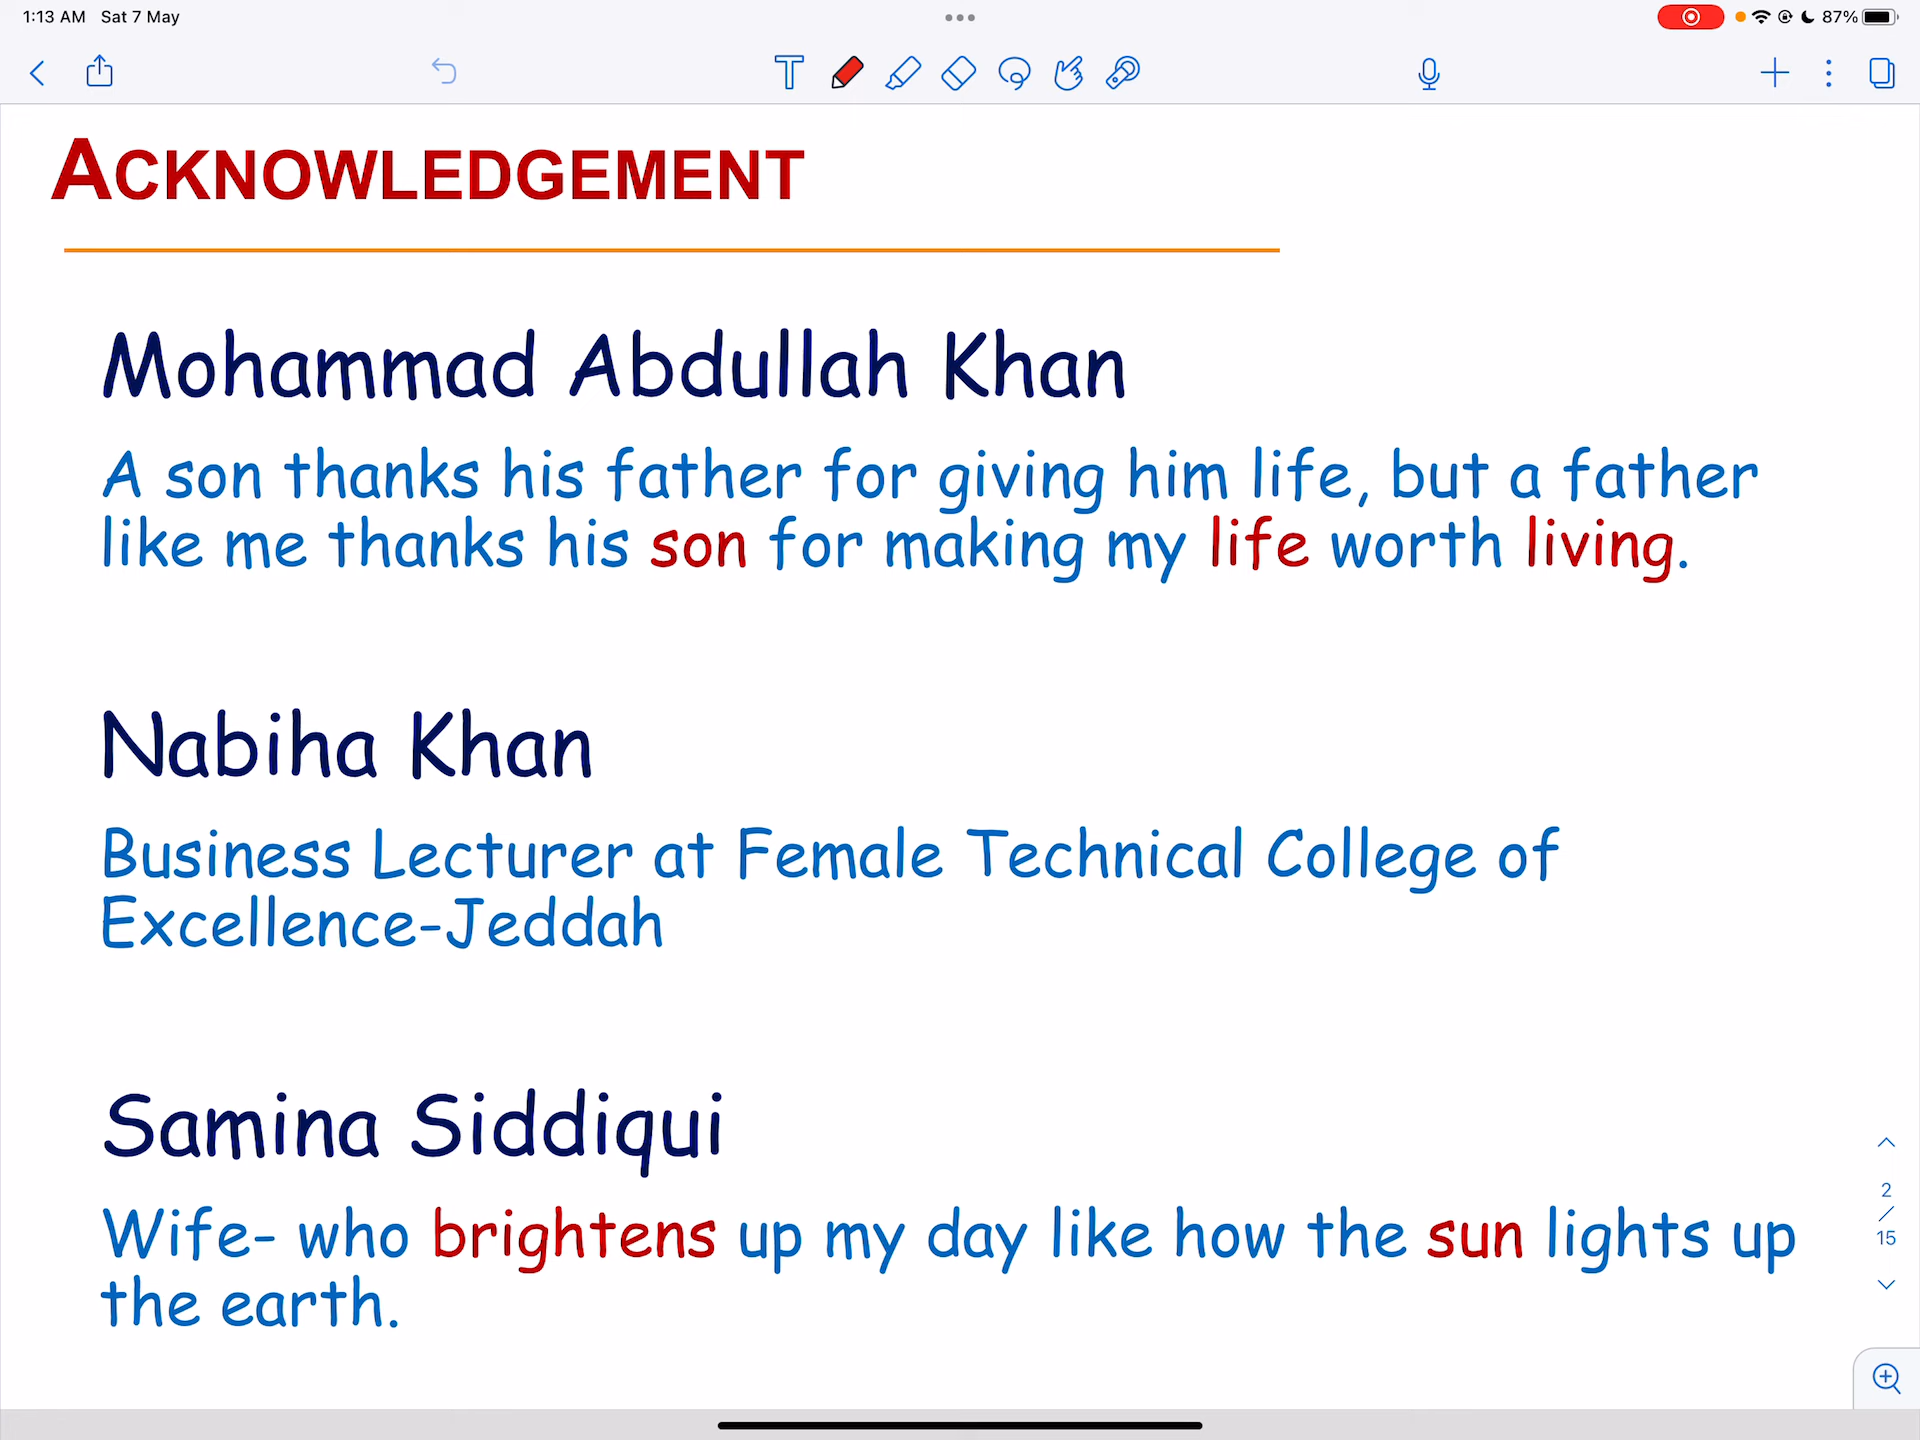 1:13 AM Sat 7 May
87%
ACKNOWLEDGEMENT
Mohammad Abdullah Khan
A son thanks his father for giving him life, but a father
like me thanks his son for making my life worth living.
Nabiha Khan
Business Lecturer at Female Technical College of
Excellence-Jeddah
Samina Siddiqui
Wife- who brightens up my day like how the sun lights up
the earth.
2
/
15